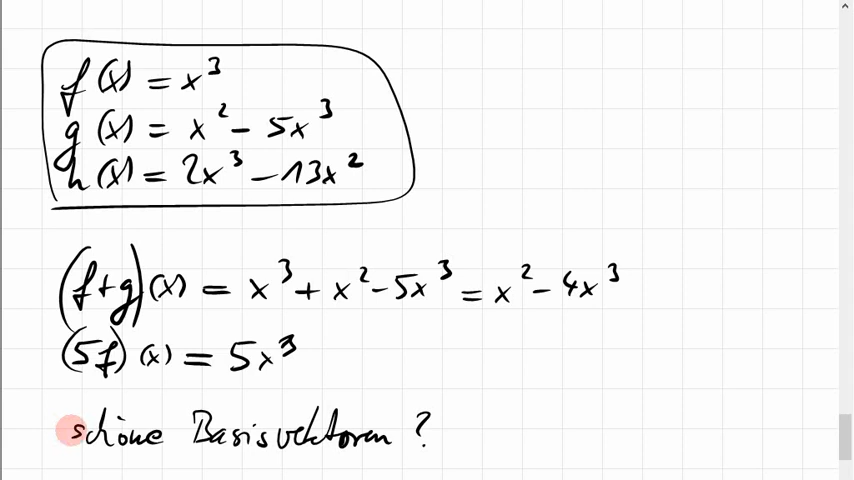 f(x) = x³
g(x) = x² - 5x³
h(x) = 2x³ - 13x²
(f+g)(x) = x³ + x² - 5x³ = x² - 4x³
(5f)(x) = 5x³
schöne Basisvektoren ?